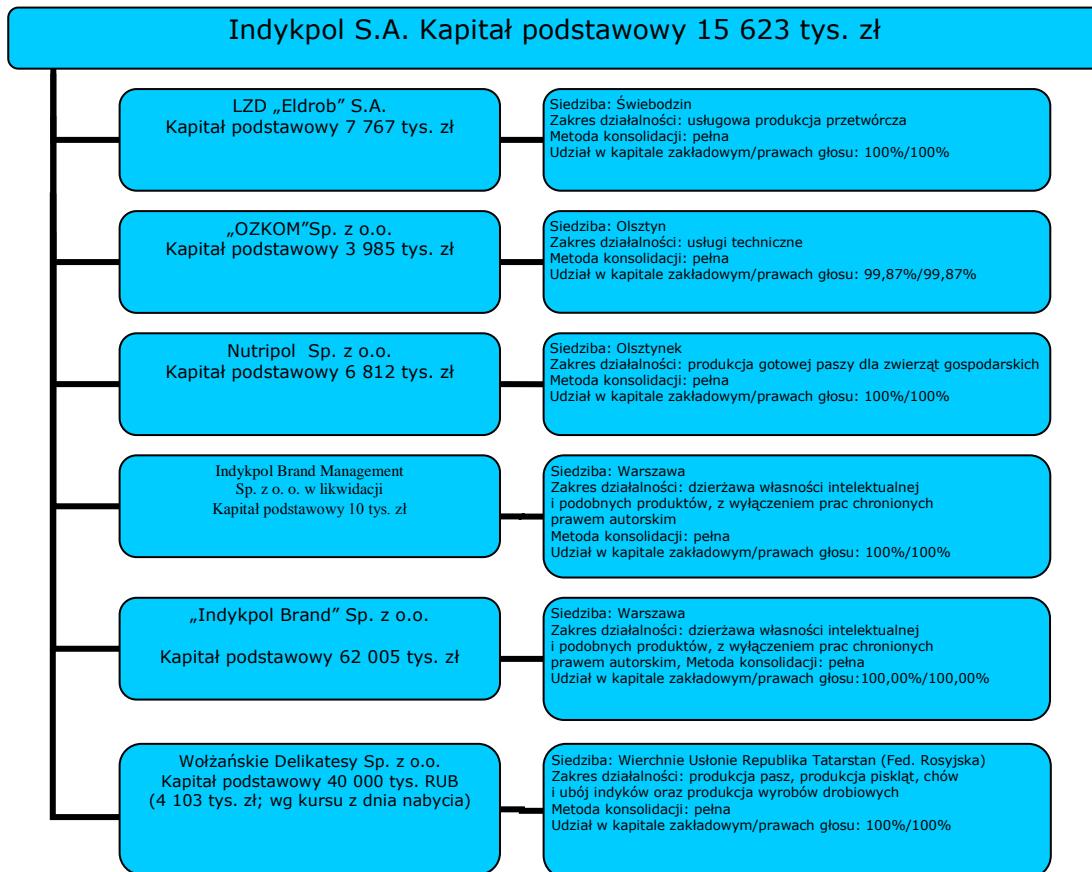 Indykpol S.A. Kapitał podstawowy 15 623 tys. zł
LZD „Eldrob” S.A.
Kapitał podstawowy 7 767 tys. zł
Siedziba: Świebodzin
Zakres działalności: usługowa produkcja przetwórcza
Metoda konsolidacji: pełna
Udział w kapitale zakładowym/prawach głosu: 100%/100%
„OZKOM”Sp. z o.o.
Kapitał podstawowy 3 985 tys. zł
Siedziba: Olsztyn
Zakres działalności: usługi techniczne
Metoda konsolidacji: pełna
Udział w kapitale zakładowym/prawach głosu: 99,87%/99,87%
Nutripol Sp. z o.o.
Kapitał podstawowy 6 812 tys. zł
Siedziba: Olsztynek
Zakres działalności: produkcja gotowej paszy dla zwierząt gospodarskich
Metoda konsolidacji: pełna
Udział w kapitale zakładowym/prawach głosu: 100%/100%
Indykpol Brand Management
Sp. z o. o. w likwidacji
Kapitał podstawowy 10 tys. zł
Siedziba: Warszawa
Zakres działalności: dzierżawa własności intelektualnej
i podobnych produktów, z wyłączeniem prac chronionych
prawem autorskim
Metoda konsolidacji: pełna
Udział w kapitale zakładowym/prawach głosu: 100%/100%
„Indykpol Brand” Sp. z o.o.
Kapitał podstawowy 62 005 tys. zł
Siedziba: Warszawa
Zakres działalności: dzierżawa własności intelektualnej
i podobnych produktów, z wyłączeniem prac chronionych
prawem autorskim, Metoda konsolidacji: pełna
Udział w kapitale zakładowym/prawach głosu:100,00%/100,00%
Wołżańskie Delikatesy Sp. z o.o.
Kapitał podstawowy 40 000 tys. RUB
(4 103 tys. zł; wg kursu z dnia nabycia)
Siedziba: Wierchnie Usłonie Republika Tatarstan (Fed. Rosyjska)
Zakres działalności: produkcja pasz, produkcja piskląt, chów
i ubój indyków oraz produkcja wyrobów drobiowych
Metoda konsolidacji: pełna
Udział w kapitale zakładowym/prawach głosu: 100%/100%